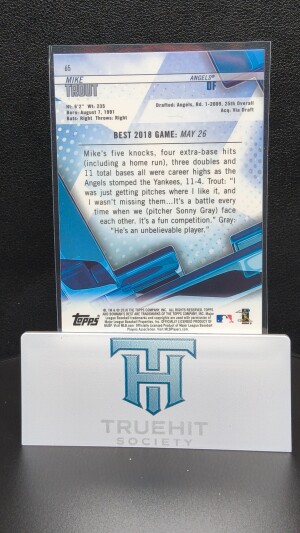 65
MIKE
TROUT
ANGELS™
OF
Ht: 6'2" Wt: 235
Born: August 7, 1991
Bats: Right Throws: Right
Drafted: Angels, Rd. 1-2009, 25th Overall
Acq: Via Draft
BEST 2018 GAME: MAY 26
Mike's five knocks, four extra-base hits
(including a home run), three doubles and
11 total bases all were career highs as the
Angels stomped the Yankees, 11-4. Trout: "I
was just getting pitches where I like it, and
I wasn't missing them...It's a battle every
time when we (pitcher Sonny Gray) face
each other. It's a fun competition." Gray:
"He's an unbelievable player."
Topps
TRUEHIT
SOCIETY